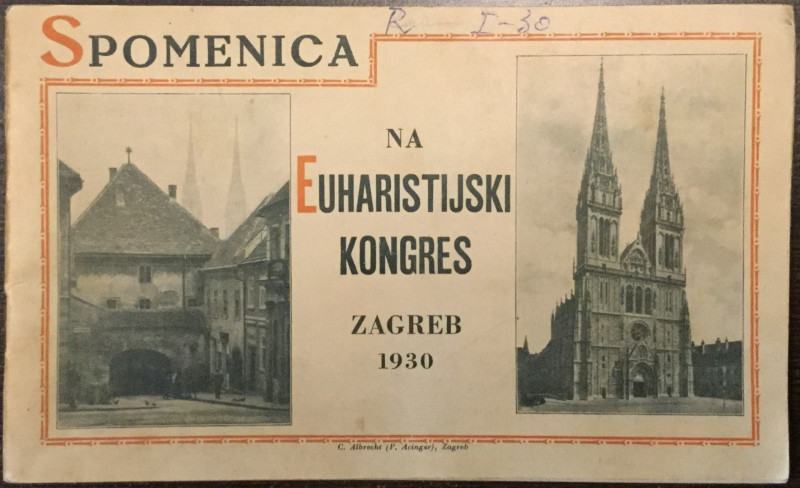 R I-30
SPOMENICA
NA
EUHARISTIJSKI
KONGRES
ZAGREB
1930
C. Albrecht (P. Acinger), Zagreb